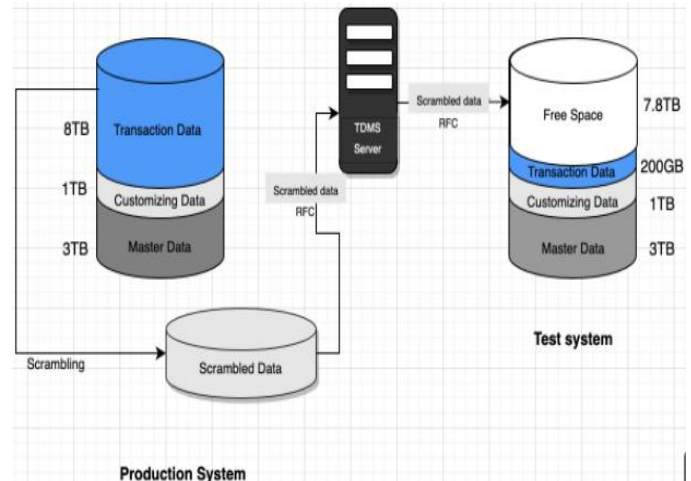 8TB
Transaction Data
1TB
Customizing Data
3TB
Master Data
Scrambling
Scrambled Data
Production System
Scrambled data
RFC
TDMS
Server
Scrambled data
RFC
Free Space
7.8TB
Transaction Data
200GB
Customizing Data
1TB
Master Data
3TB
Test system